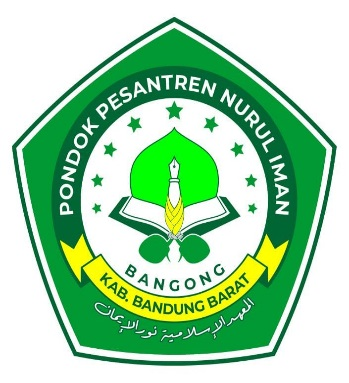 PONDOK PESANTREN NURUL IMAN
BANGONG
KAB. BANDUNG BARAT
المعهد الإسلامية نور الإيمان